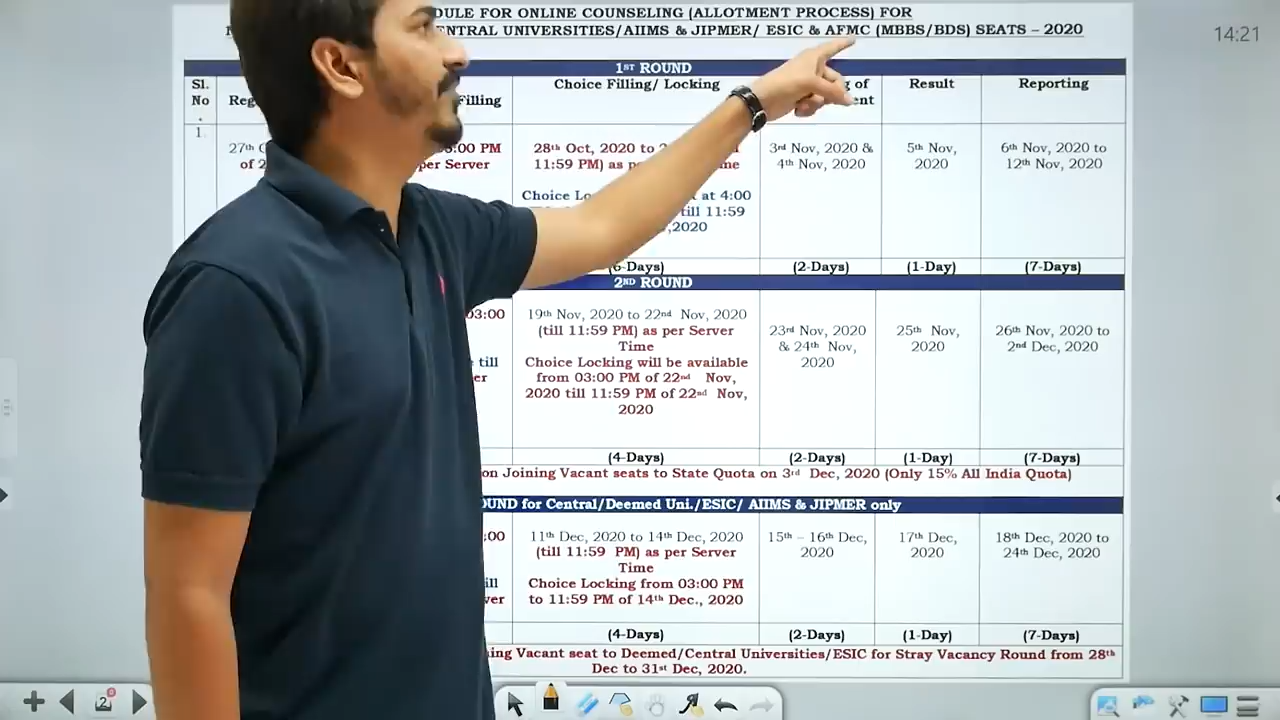 DULE FOR ONLINE COUNSELING (ALLOTMENT PROCESS) FOR
ENTRAL UNIVERSITIES/AIIMS & JIPMER/ ESIC & AFMC (MBBS/BDS) SEATS – 2020
14:21
1ST ROUND
Sl. No . Reg Filling
Choice Filling/ Locking
g of ent
Result
Reporting
1.
27th 00 PM
of 2 per Server
28th Oct, 2020 to 2
11:59 PM) as p me
Choice Lo at 4:00
till 11:59
,2020
3rd Nov, 2020 &
4th Nov, 2020
5th Nov,
2020
6th Nov, 2020 to
12th Nov, 2020
(6-Days) (2-Days) (1-Day) (7-Days)
2ND ROUND
03:00
till
er
19th Nov, 2020 to 22nd Nov, 2020
(till 11:59 PM) as per Server
Time
Choice Locking will be available
from 03:00 PM of 22nd Nov,
2020 till 11:59 PM of 22nd Nov,
2020
23rd Nov, 2020
& 24th Nov,
2020
25th Nov,
2020
26th Nov, 2020 to
2nd Dec, 2020
(4-Days) (2-Days) (1-Day) (7-Days)
on Joining Vacant seats to State Quota on 3rd Dec, 2020 (Only 15% All India Quota)
OUND for Central/Deemed Uni./ESIC/ AIIMS & JIPMER only
:00
ill
ver
11th Dec, 2020 to 14th Dec, 2020
(till 11:59 PM) as per Server
Time
Choice Locking from 03:00 PM
to 11:59 PM of 14th Dec., 2020
15th – 16th Dec,
2020
17th Dec,
2020
18th Dec, 2020 to
24th Dec, 2020
(4-Days) (2-Days) (1-Day) (7-Days)
ing Vacant seat to Deemed/Central Universities/ESIC for Stray Vacancy Round from 28th
Dec to 31st Dec, 2020.
2